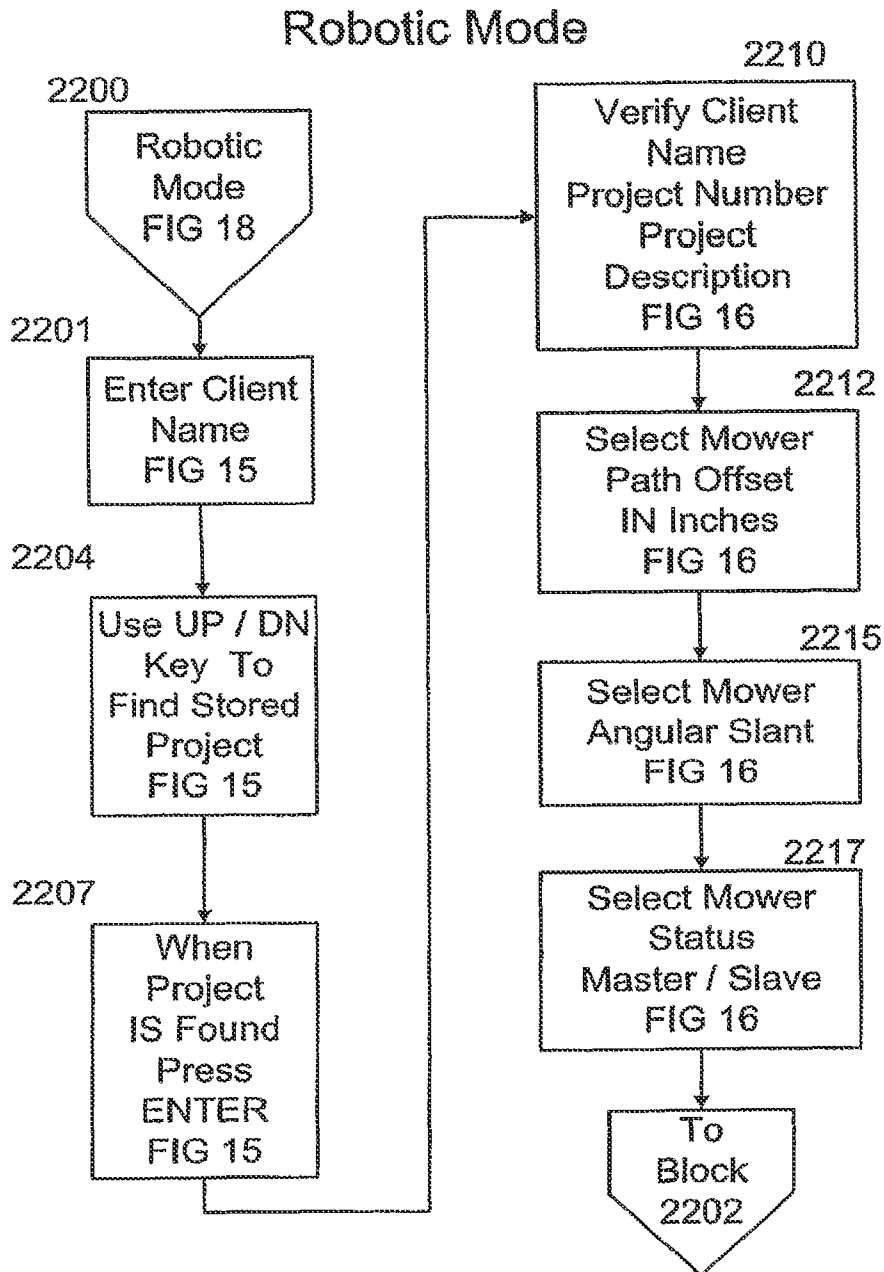 Robotic Mode
2200
Robotic
Mode
FIG 18
2201
Enter Client
Name
FIG 15
2204
Use UP / DN
Key To
Find Stored
Project
FIG 15
2207
When
Project
IS Found
Press
ENTER
FIG 15
2210
Verify Client
Name
Project Number
Project
Description
FIG 16
2212
Select Mower
Path Offset
IN Inches
FIG 16
2215
Select Mower
Angular Slant
FIG 16
2217
Select Mower
Status
Master / Slave
FIG 16
To
Block
2202